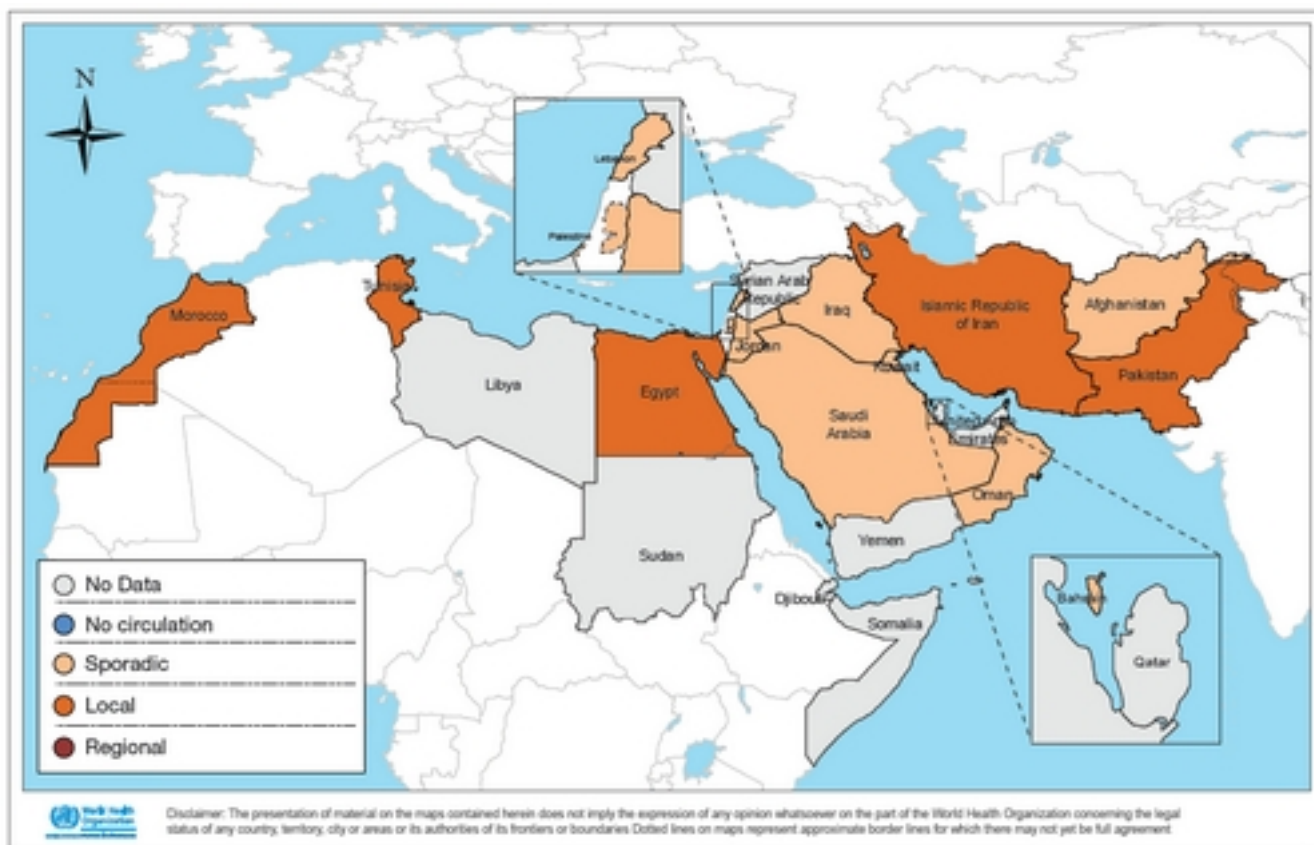 N
Lebanon
Palestine
Tunisia
Morocco
Syrian Arab
Republic
Iraq
Islamic Republic
of Iran
Afghanistan
Jordan
Kuwait
Pakistan
Libya
Egypt
Saudi
Arabia
United Arab
Emirates
Oman
Sudan
Yemen
Djibouti
Somalia
Bahrain
Qatar
No Data
No circulation
Sporadic
Local
Regional
World Health
Organization
Disclaimer: The presentation of material on the maps contained herein does not imply the expression of any opinion whatsoever on the part of the World Health Organization concerning the legal
status of any country, territory, city or areas or its authorities of its frontiers or boundaries Dotted lines on maps represent approximate border lines for which there may not yet be full agreement